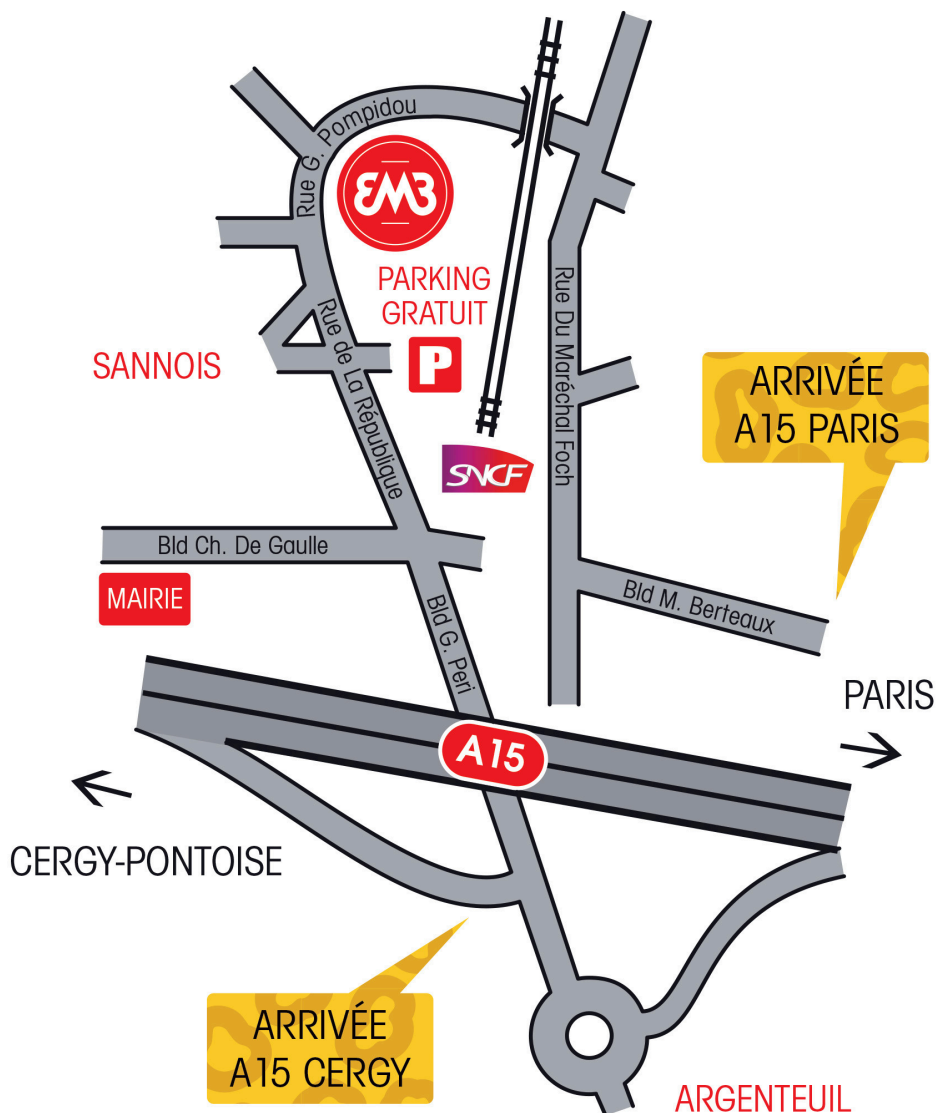 Rue G. Pompidou
EMB
PARKING
GRATUIT
P
SANNOIS
Rue de La République
Rue Du Maréchal Foch
SNCF
ARRIVÉE
A15 PARIS
Bld Ch. De Gaulle
MAIRIE
Bld M. Berteaux
Bld G. Peri
PARIS
A15
CERGY-PONTOISE
ARRIVÉE
A15 CERGY
ARGENTEUIL